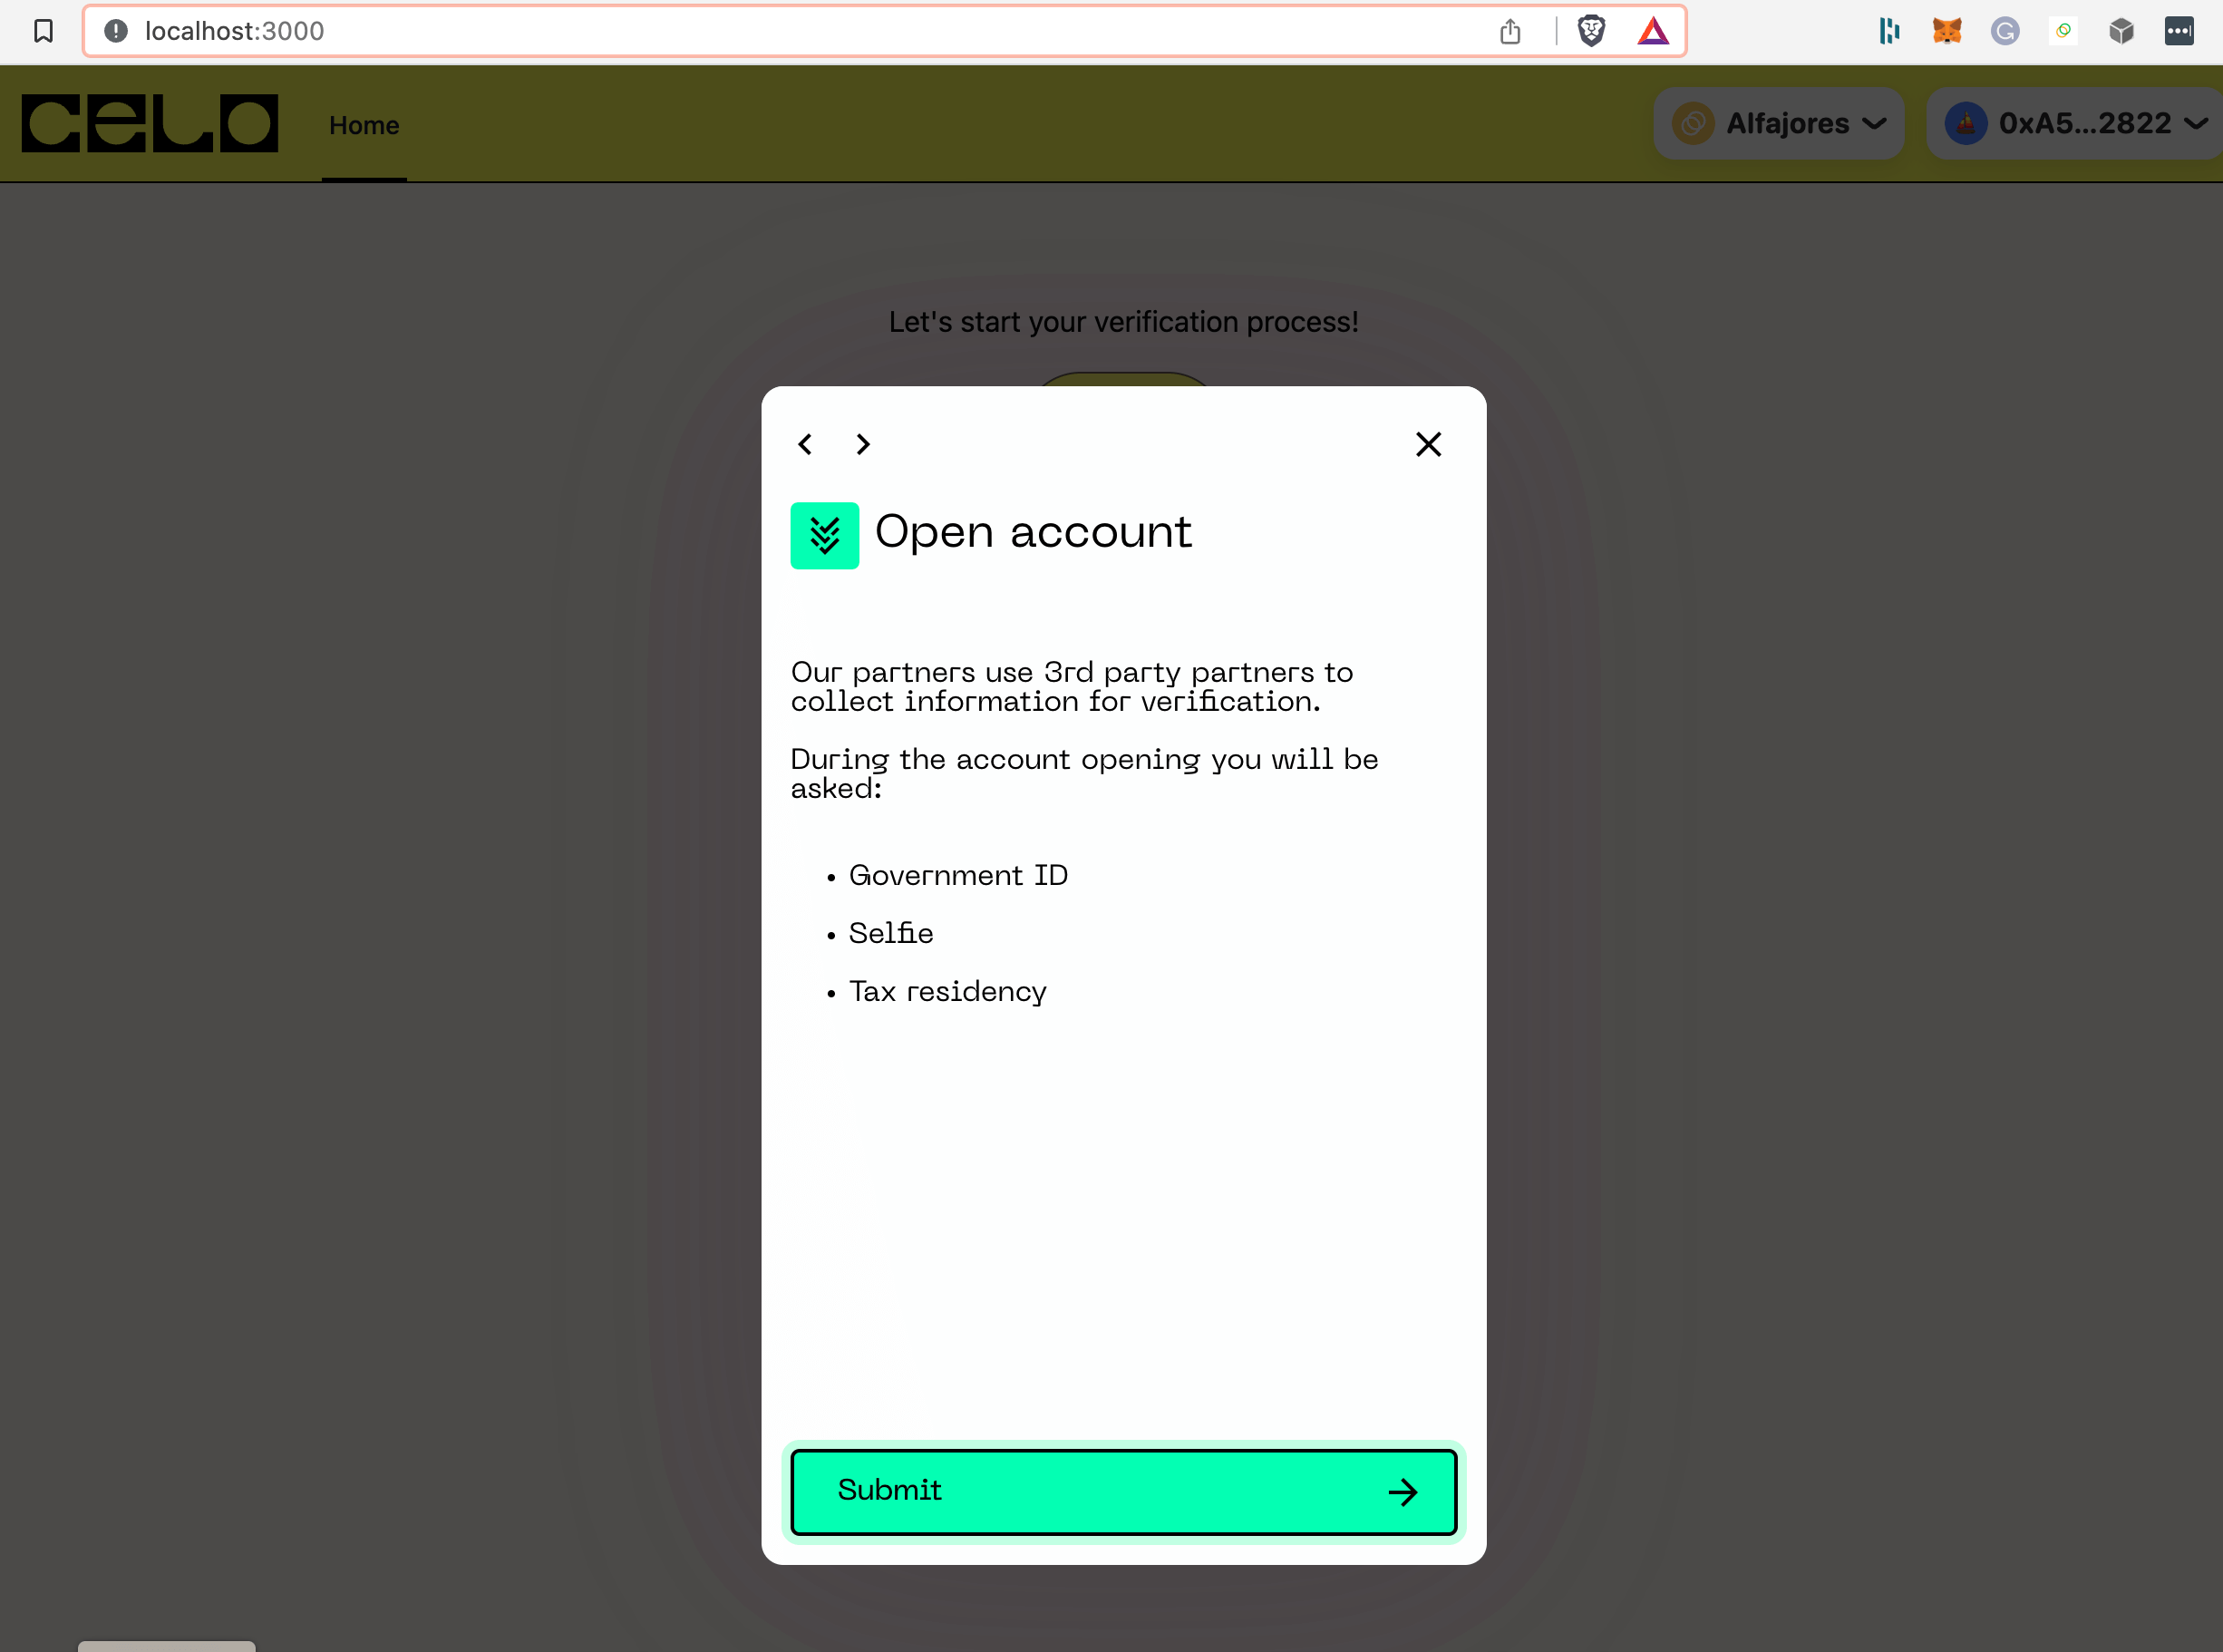 localhost:3000
CELO
Home
Alfajores
0xA5...2822
Let's start your verification process!
Open account
Our partners use 3rd party partners to
collect information for verification.
During the account opening you will be
asked:
• Government ID
• Selfie
• Tax residency
Submit